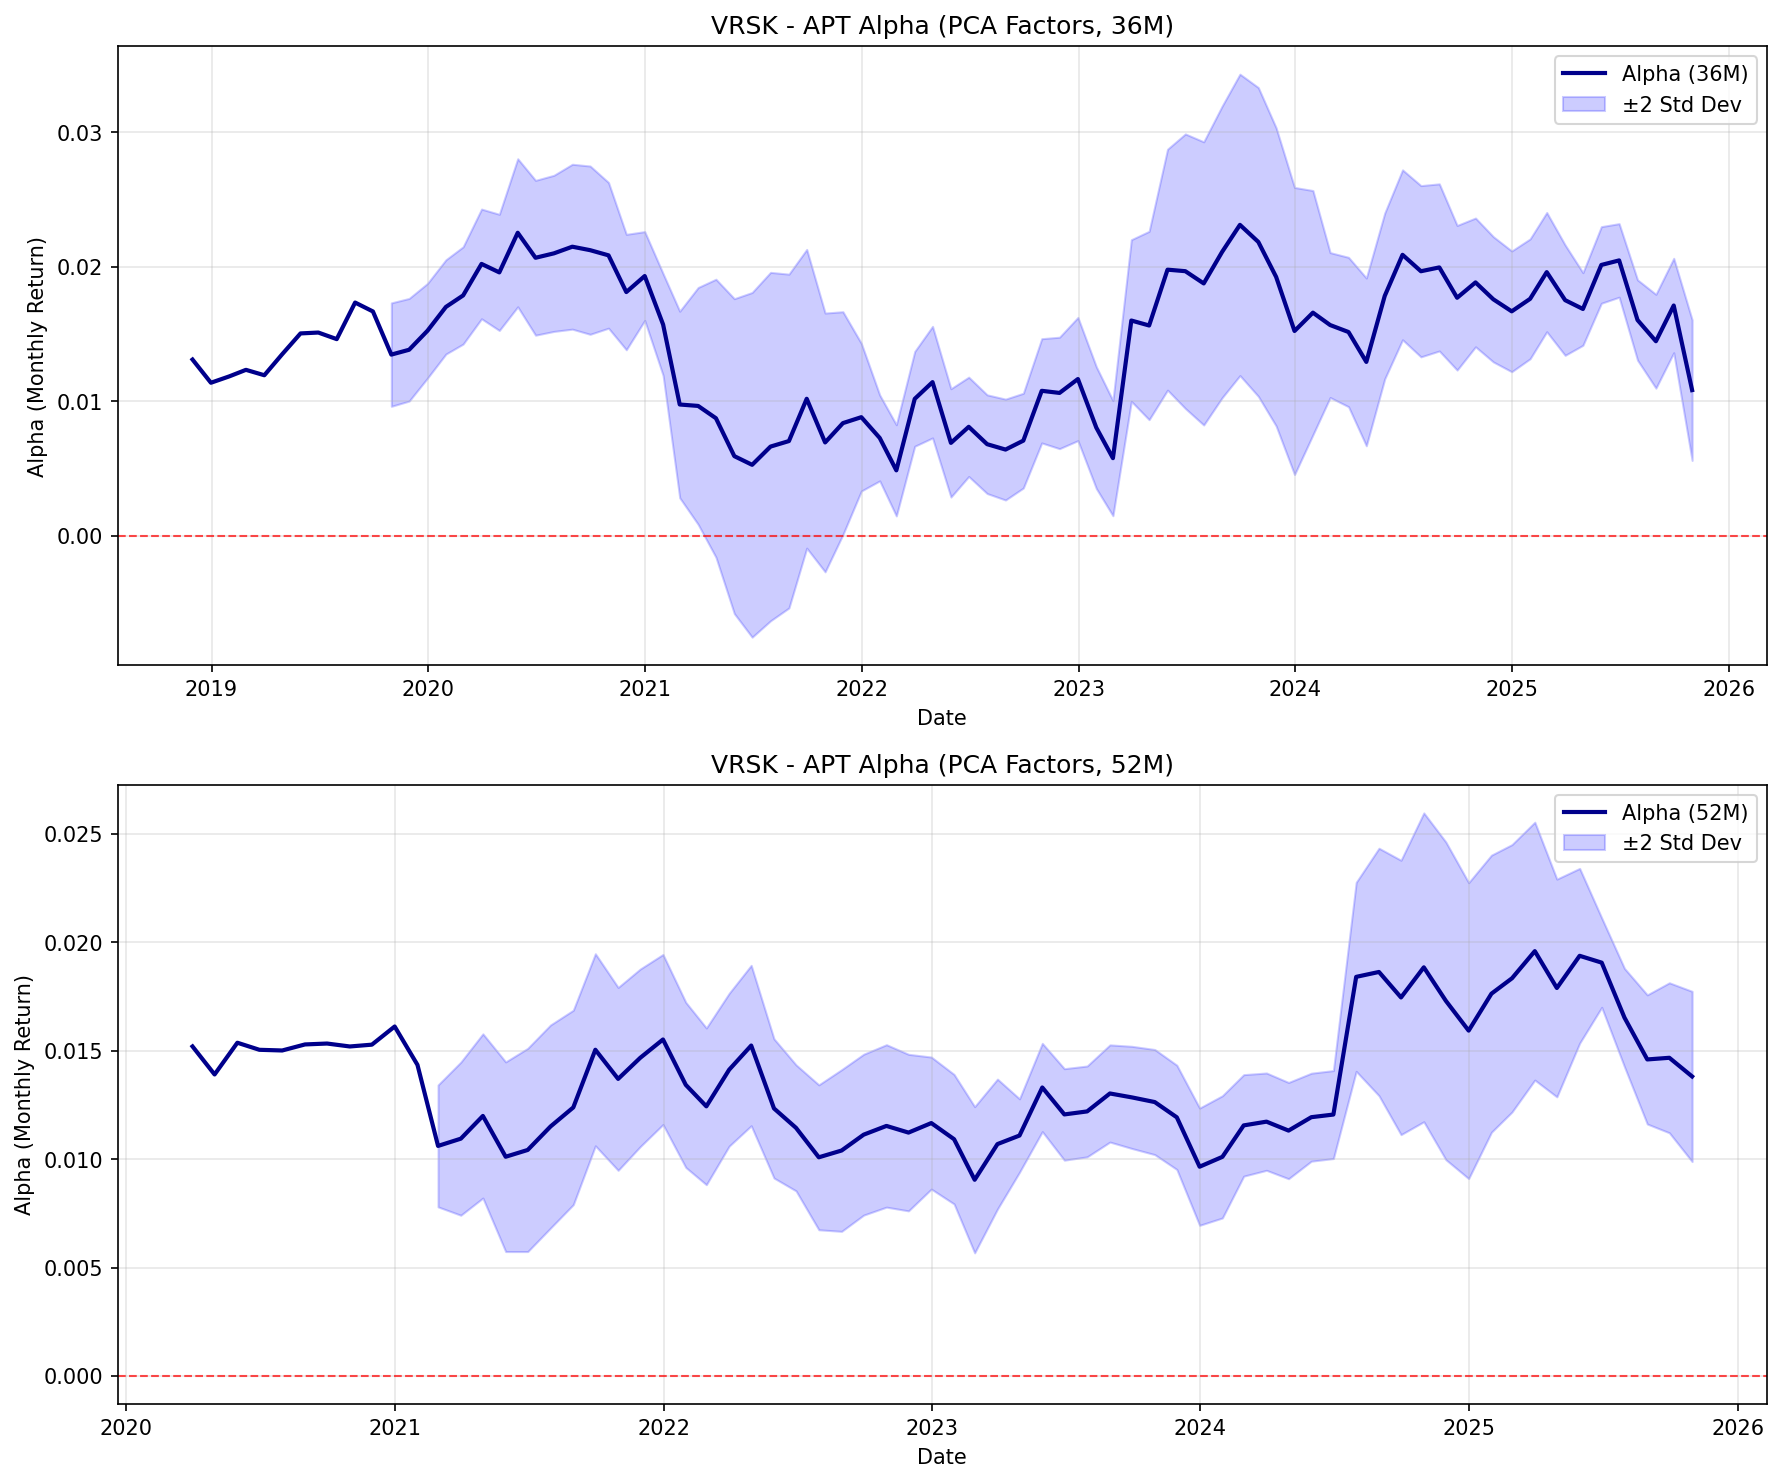 VRSK - APT Alpha (PCA Factors, 36M)
Alpha (36M)
±2 Std Dev
Alpha (Monthly Return)
0.03
0.02
0.01
0.00
2019 2020 2021 2022 2023 2024 2025 2026
Date
VRSK - APT Alpha (PCA Factors, 52M)
Alpha (52M)
±2 Std Dev
Alpha (Monthly Return)
0.025
0.020
0.015
0.010
0.005
0.000
2020 2021 2022 2023 2024 2025 2026
Date